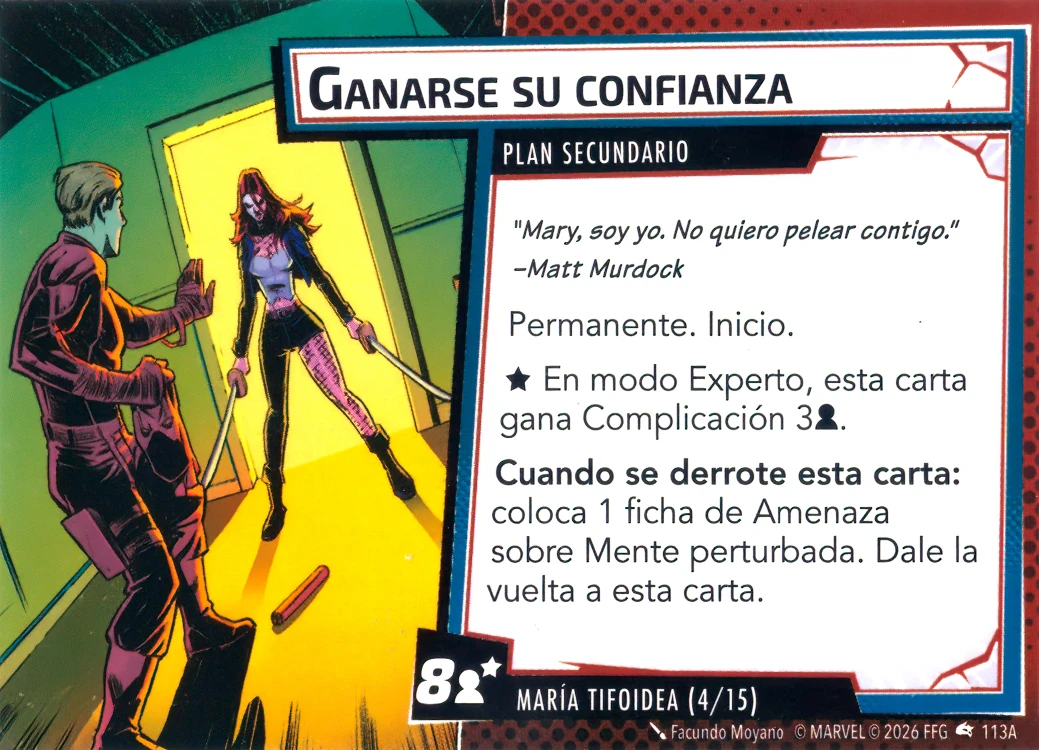 GANARSE SU CONFIANZA
PLAN SECUNDARIO
"Mary, soy yo. No quiero pelear contigo."
–Matt Murdock
Permanente. Inicio.
★ En modo Experto, esta carta
gana Complicación 3👤.
Cuando se derrote esta carta:
coloca 1 ficha de Amenaza
sobre Mente perturbada. Dale la
vuelta a esta carta.
8👤★
MARÍA TIFOIDEA (4/15)
Facundo Moyano © MARVEL © 2026 FFG 113A